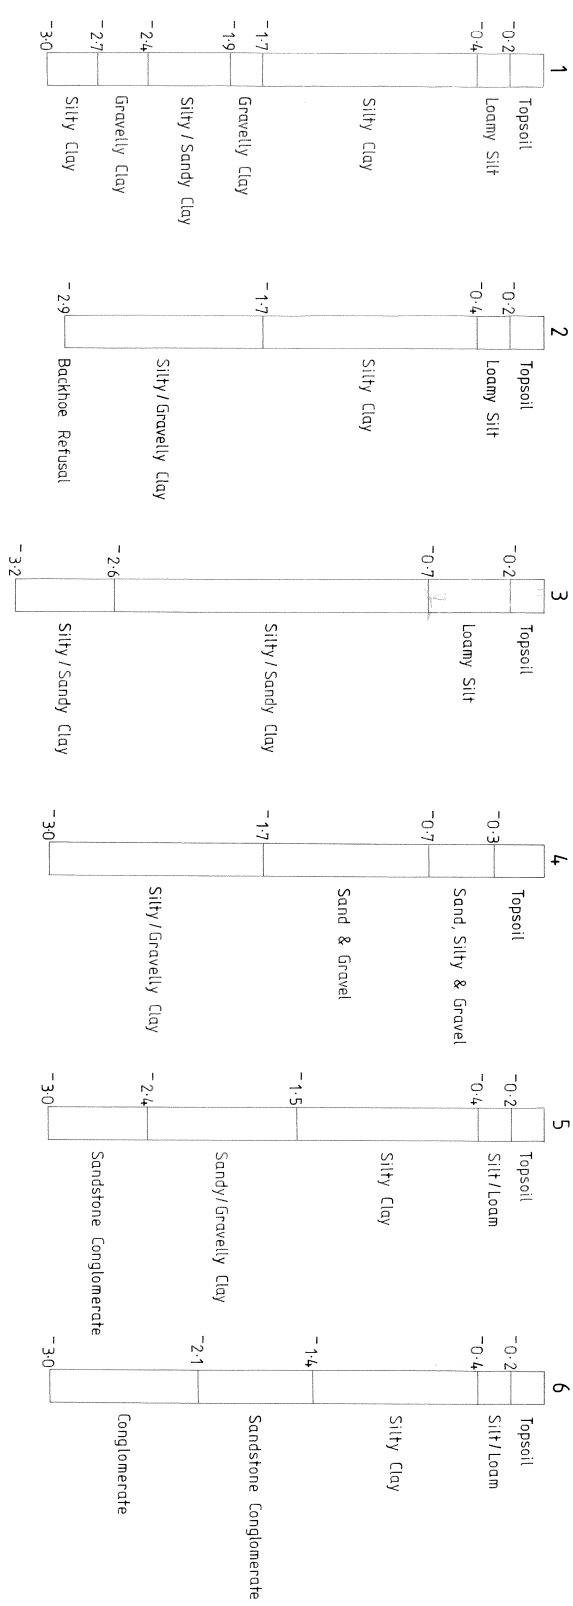 1
-0.2
Topsoil
-0.4
Loamy Silt
-1.7
Silty Clay
-1.9
Gravelly Clay
-2.4
Silty / Sandy Clay
-2.7
Gravelly Clay
-3.0
Silty Clay
2
-0.2
Topsoil
-0.4
Loamy Silt
-1.7
Silty Clay
-2.9
Silty / Gravelly Clay
Backhoe Refusal
3
-0.2
Topsoil
-0.7
Loamy Silt
-2.6
Silty / Sandy Clay
-3.2
Silty / Sandy Clay
4
-0.3
Topsoil
-0.7
Sand, Silty & Gravel
-1.7
Sand & Gravel
-3.0
Silty / Gravelly Clay
5
-0.2
Topsoil
-0.4
Silt / Loam
-1.5
Silty Clay
-2.4
Sandy / Gravelly Clay
-3.0
Sandstone Conglomerate
6
-0.2
Topsoil
-0.4
Silt / Loam
-1.4
Silty Clay
-2.1
Sandstone Conglomerate
-3.0
Conglomerate